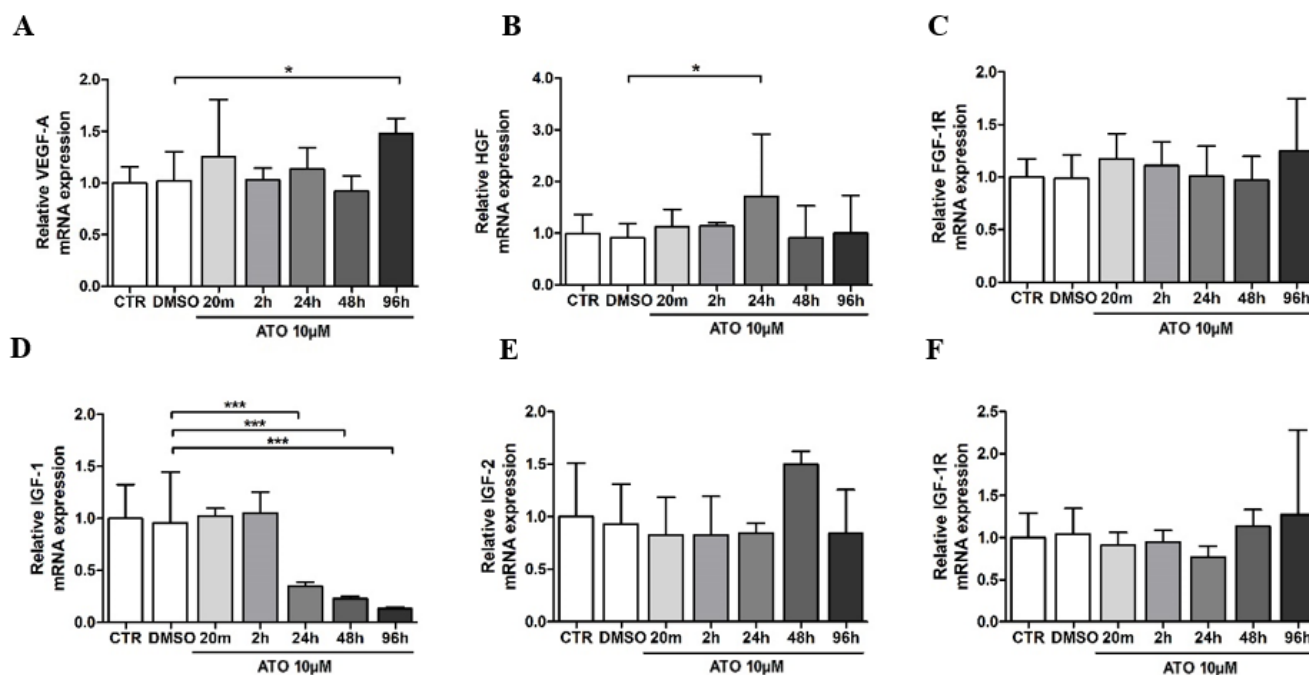 A
Relative VEGF-A
mRNA expression
2.0
1.5
1.0
0.5
0.0
*
CTR DMSO 20m 2h 24h 48h 96h
ATO 10µM
B
Relative HGF
mRNA expression
4.0
3.0
2.0
1.0
0.0
*
CTR DMSO 20m 2h 24h 48h 96h
ATO 10µM
C
Relative FGF-1R
mRNA expression
2.0
1.5
1.0
0.5
0.0
CTR DMSO 20m 2h 24h 48h 96h
ATO 10µM
D
Relative IGF-1
mRNA expression
2.0
1.5
1.0
0.5
0.0
***
***
***
CTR DMSO 20m 2h 24h 48h 96h
ATO 10µM
E
Relative IGF-2
mRNA expression
2.0
1.5
1.0
0.5
0.0
CTR DMSO 20m 2h 24h 48h 96h
ATO 10µM
F
Relative IGF-1R
mRNA expression
2.5
2.0
1.5
1.0
0.5
0.0
CTR DMSO 20m 2h 24h 48h 96h
ATO 10µM